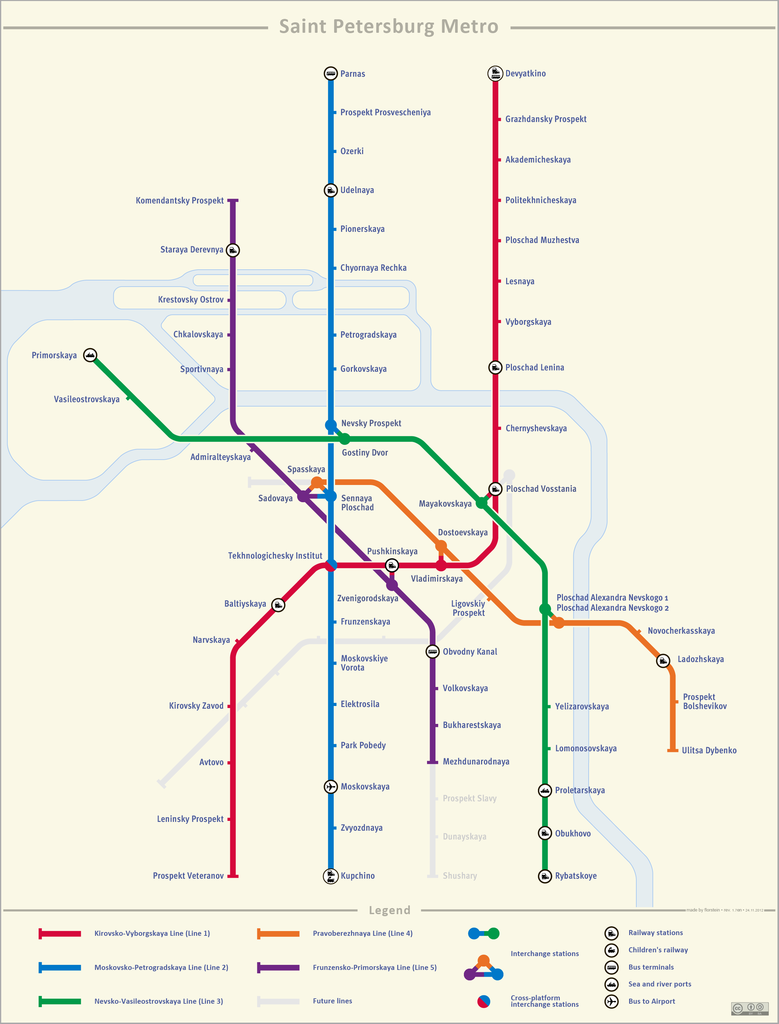 Saint Petersburg Metro
Parnas
Devyatkino
Prospekt Prosvescheniya
Grazhdansky Prospekt
Ozerki
Akademicheskaya
Udelnaya
Komendantsky Prospekt
Politekhnicheskaya
Pionerskaya
Ploschad Muzhestva
Staraya Derevnya
Chyornaya Rechka
Lesnaya
Krestovsky Ostrov
Vyborgskaya
Chkalovskaya
Petrogradskaya
Primorskaya
Sportivnaya
Gorkovskaya
Ploschad Lenina
Vasileostrovskaya
Nevsky Prospekt
Chernyshevskaya
Gostiny Dvor
Admiralteyskaya
Spasskaya
Sadovaya
Sennaya
Ploschad
Ploschad Vosstania
Mayakovskaya
Dostoevskaya
Tekhnologichesky Institut
Pushkinskaya
Vladimirskaya
Zvenigorodskaya
Ligovskiy
Prospekt
Ploschad Alexandra Nevskogo 1
Ploschad Alexandra Nevskogo 2
Baltiyskaya
Frunzenskaya
Novocherkasskaya
Narvskaya
Obvodny Kanal
Ladozhskaya
Moskovskiye
Vorota
Volkovskaya
Prospekt
Bolshevikov
Kirovsky Zavod
Elektrosila
Yelizarovskaya
Bukharestskaya
Park Pobedy
Lomonosovskaya
Ulitsa Dybenko
Avtovo
Mezhdunarodnaya
Moskovskaya
Proletarskaya
Prospekt Slavy
Leninsky Prospekt
Zvyozdnaya
Dunayskaya
Obukhovo
Prospekt Veteranov
Kupchino
Shushary
Rybatskoye
Legend
Kirovsko-Vyborgskaya Line (Line 1)
Pravoberezhnaya Line (Line 4)
Railway stations
Interchange stations
Children's railway
Moskovsko-Petrogradskaya Line (Line 2)
Frunzensko-Primorskaya Line (Line 5)
Bus terminals
Sea and river ports
Nevsko-Vasileostrovskaya Line (Line 3)
Future lines
Cross-platform
interchange stations
Bus to Airport